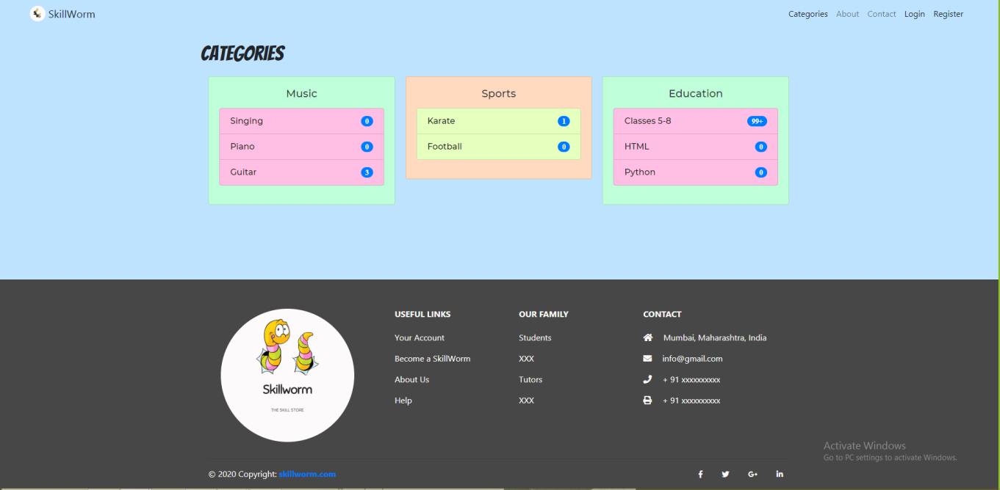 SkillWorm
Categories About Contact Login Register
CATEGORIES
Music
Singing 0
Piano 0
Guitar 3
Sports
Karate 1
Football 0
Education
Classes 5-8 99+
HTML 0
Python 0
Skillworm
THE SKILL STORE
USEFUL LINKS
Your Account
Become a SkillWorm
About Us
Help
OUR FAMILY
Students
XXX
Tutors
XXX
CONTACT
Mumbai, Maharashtra, India
info@gmail.com
+ 91 xxxxxxxxxx
+ 91 xxxxxxxxxx
Activate Windows
Go to PC settings to activate Windows.
© 2020 Copyright: skillworm.com